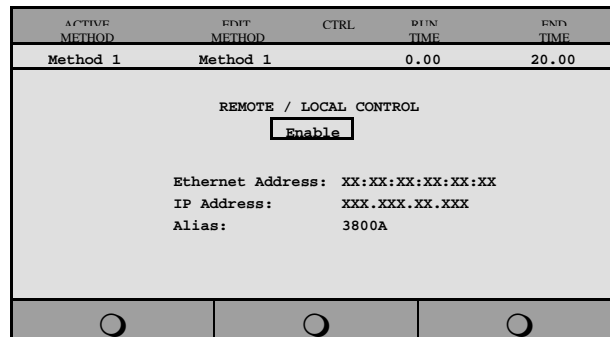 ACTIVE METHOD EDIT METHOD CTRL RUN TIME END TIME
Method 1 Method 1 0.00 20.00
REMOTE / LOCAL CONTROL
Enable
Ethernet Address: XX:XX:XX:XX:XX:XX
IP Address: XXX.XXX.XX.XXX
Alias: 3800A